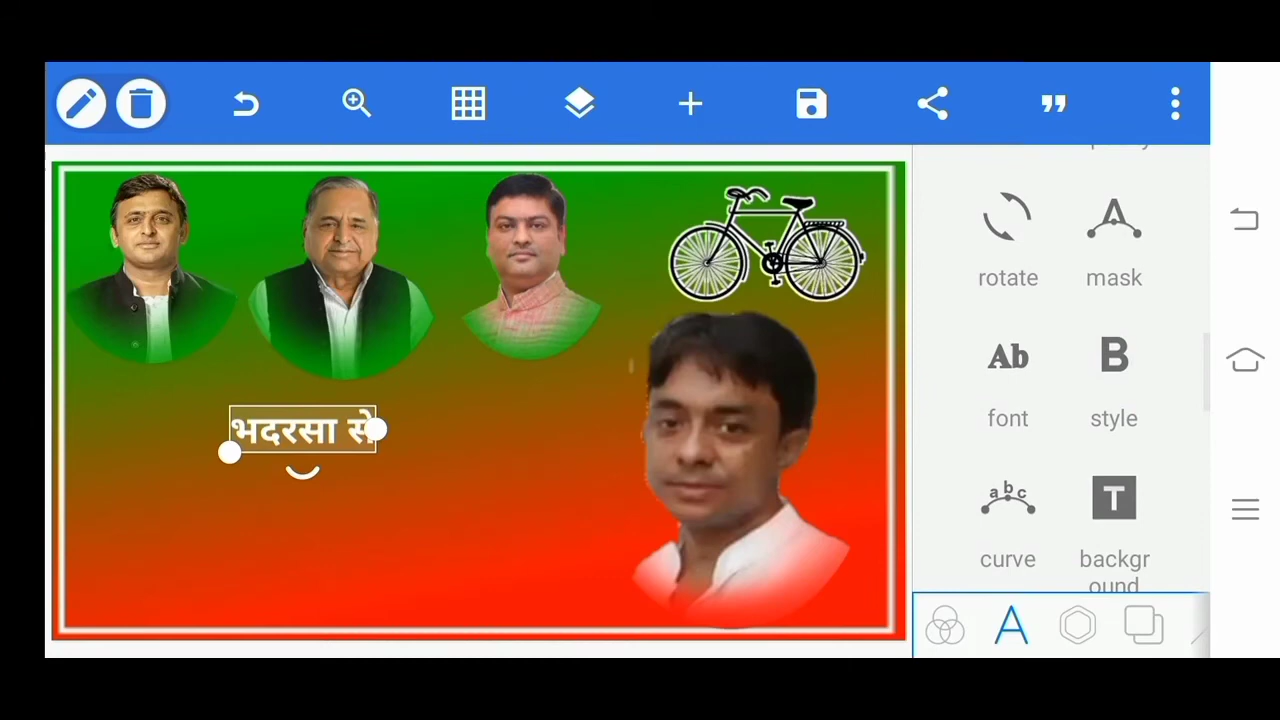 भदरसा से
rotate
mask
Ab
font
B
style
abc
curve
T
backgr
ound
A